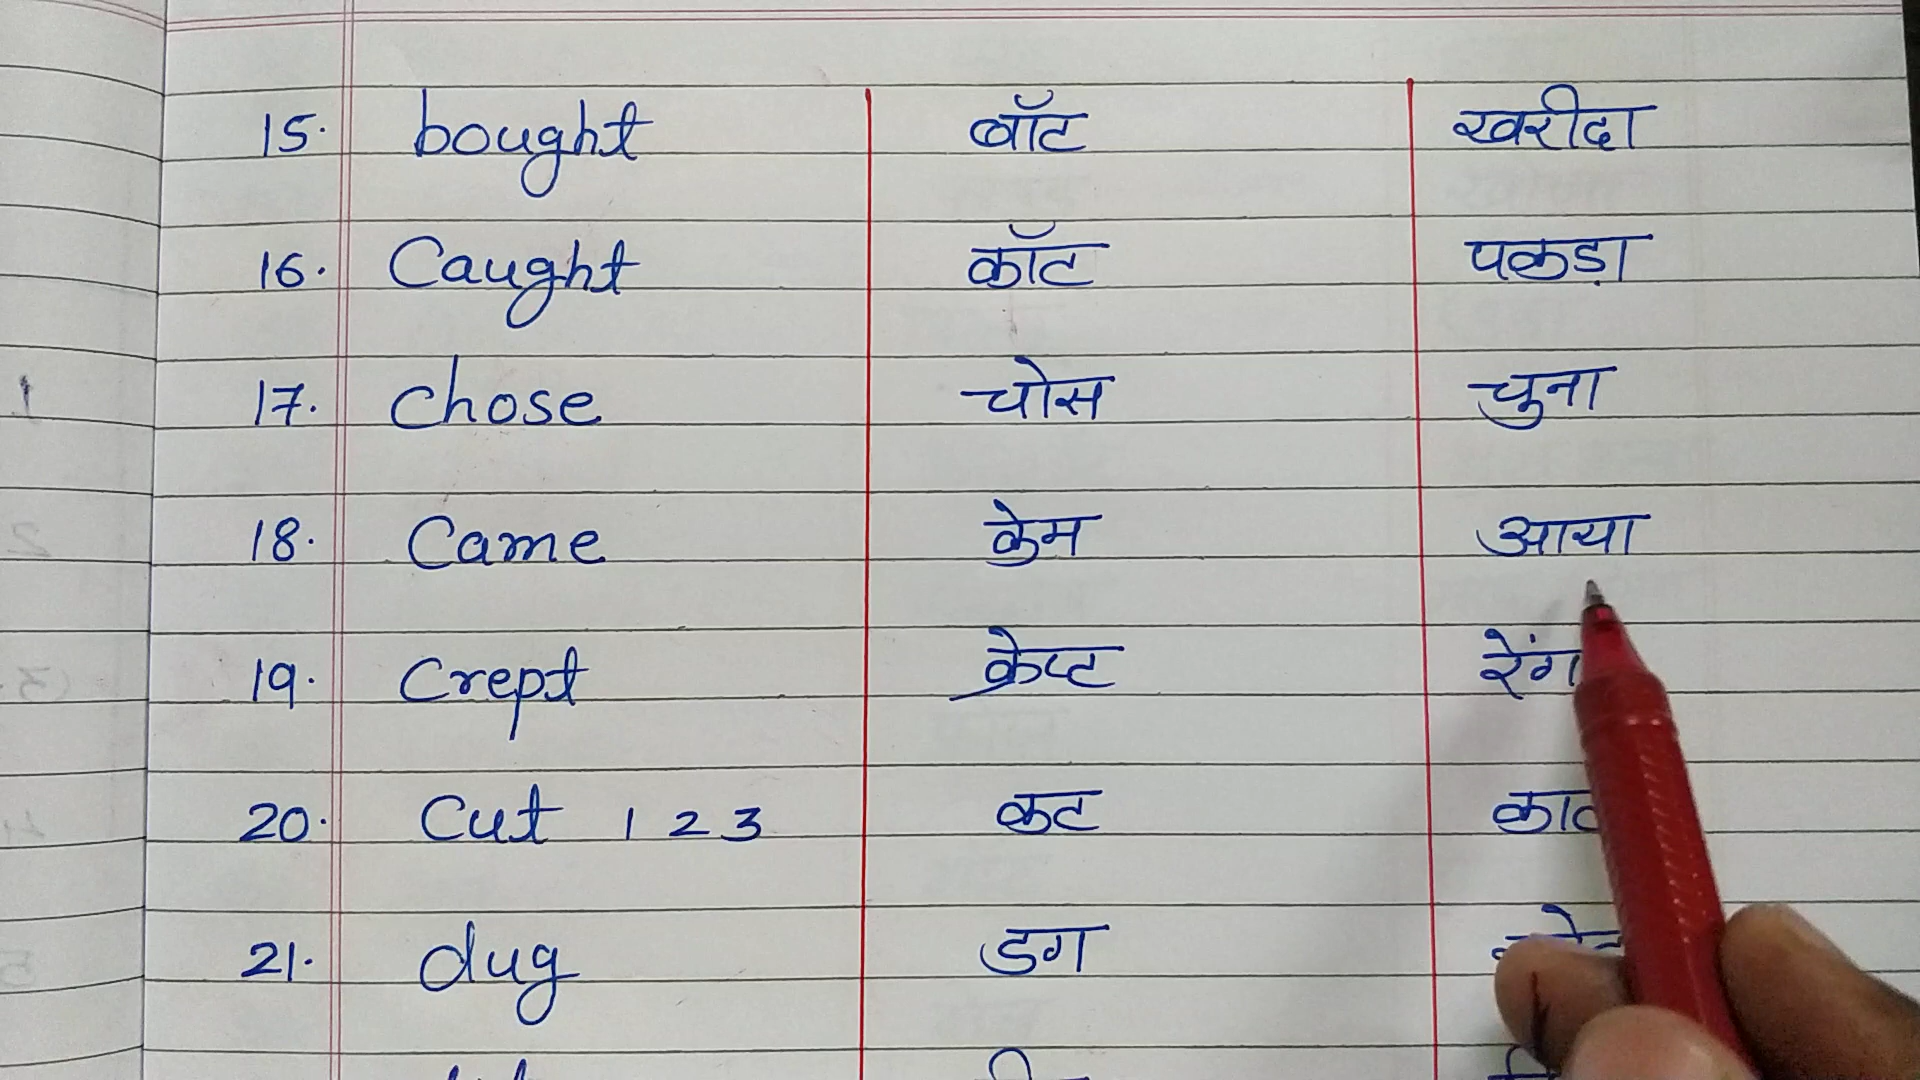 15. bought बॉट खरीदा
16. Caught कॉट पकड़ा
17. Chose चोस चुना
18. Came केम आया
19. Crept क्रेप्ट
20. Cut 1 2 3 कट
21. dug डग